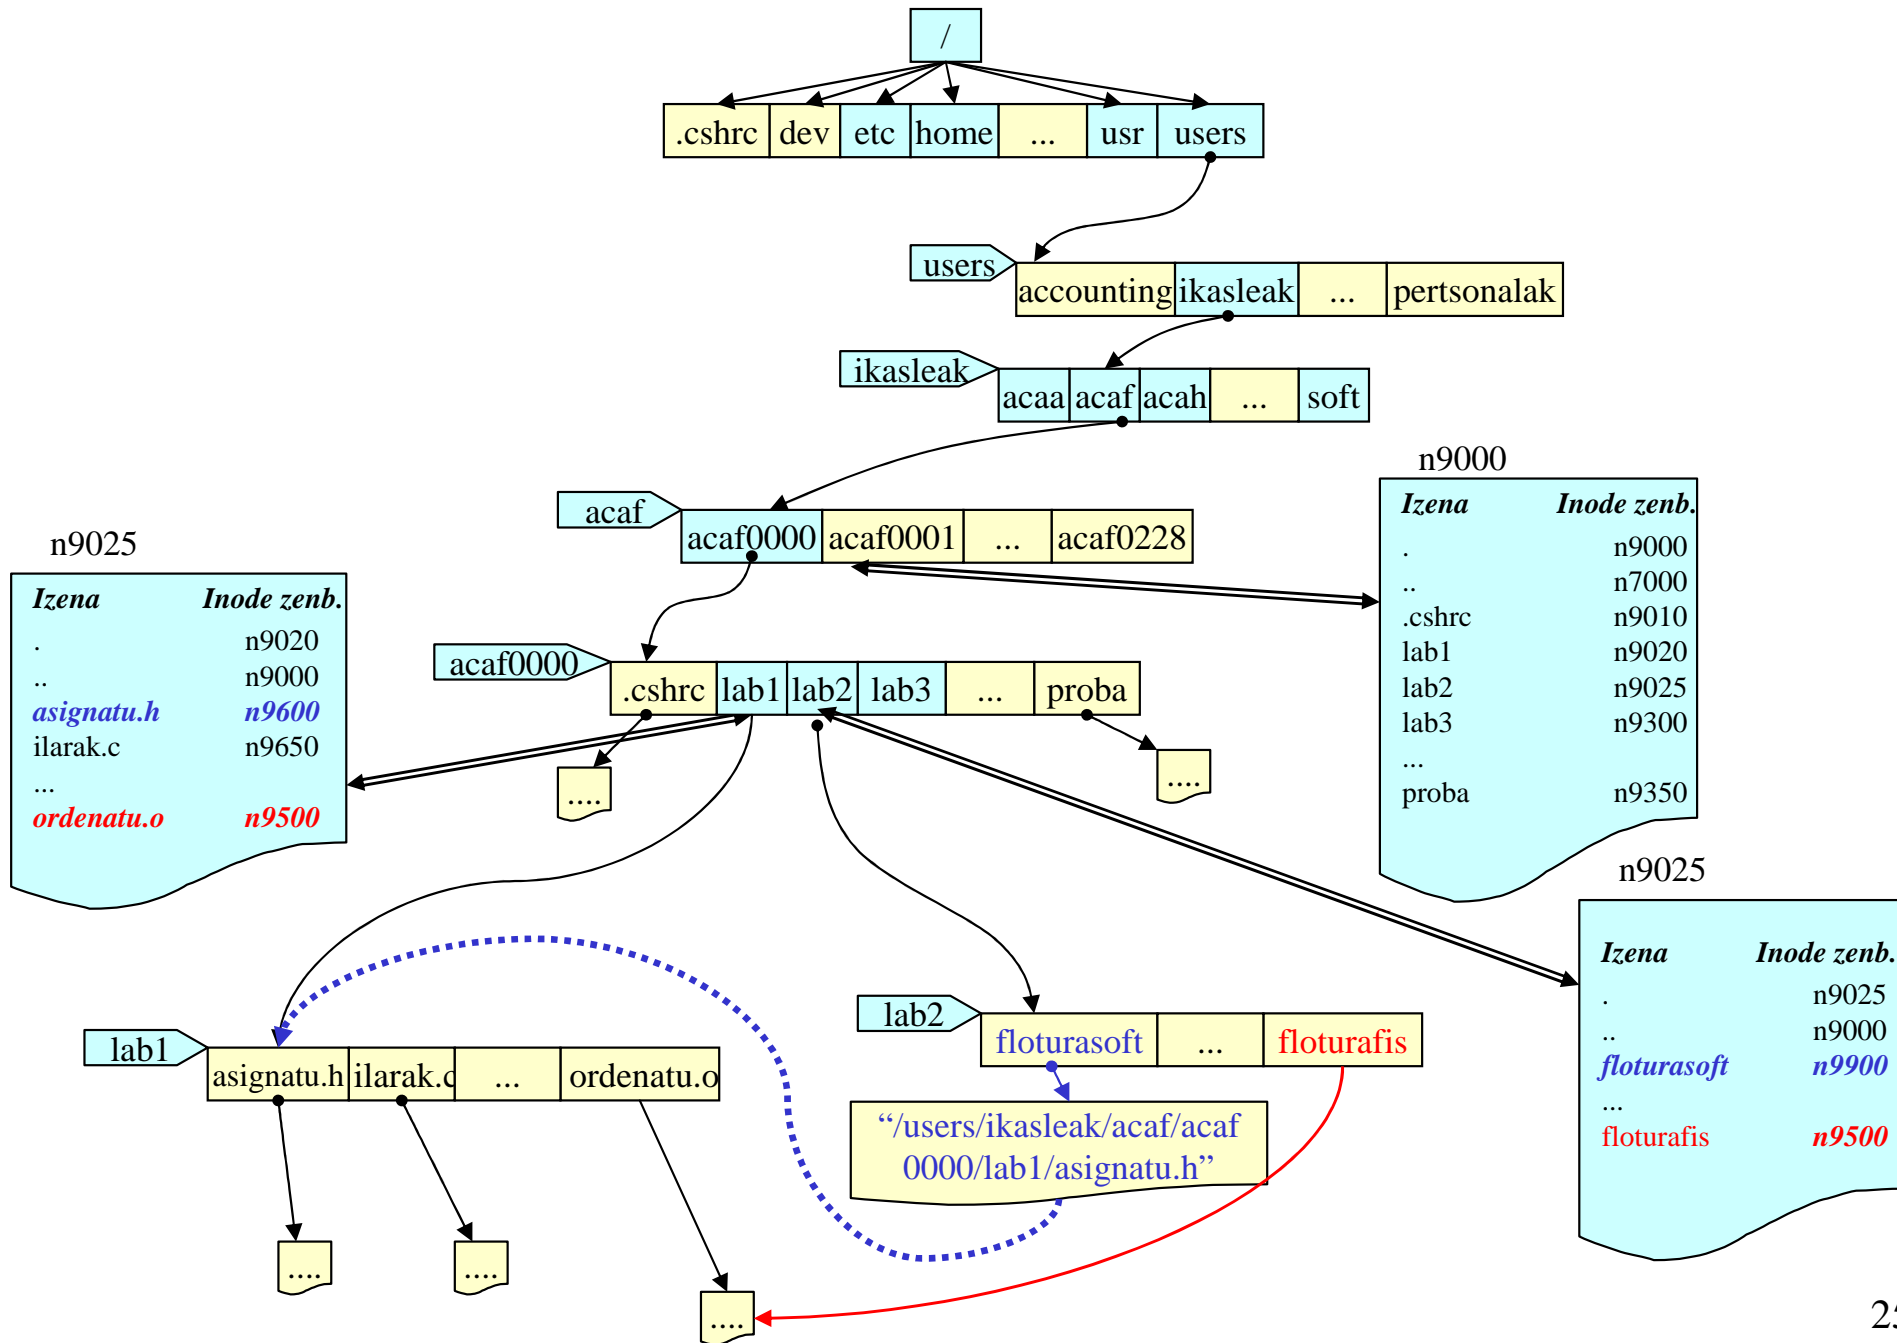 /
.cshrc dev etc home ... usr users
users
accounting ikasleak ... pertsonalak
ikasleak
acaa acaf acah ... soft
n9000
Izena Inode zenb.
. n9000
.. n7000
.cshrc n9010
lab1 n9020
lab2 n9025
lab3 n9300
...
proba n9350
acaf
acaf0000 acaf0001 ... acaf0228
n9025
Izena Inode zenb.
. n9020
.. n9000
asignatu.h n9600
ilarak.c n9650
...
ordenatu.o n9500
acaf0000
.cshrc lab1 lab2 lab3 ... proba
....
....
n9025
Izena Inode zenb.
. n9025
.. n9000
floturasoft n9900
...
floturafis n9500
lab1
asignatu.h ilarak.c ... ordenatu.o
lab2
floturasoft ... floturafis
“/users/ikasleak/acaf/acaf
0000/lab1/asignatu.h”
....
....
....
25